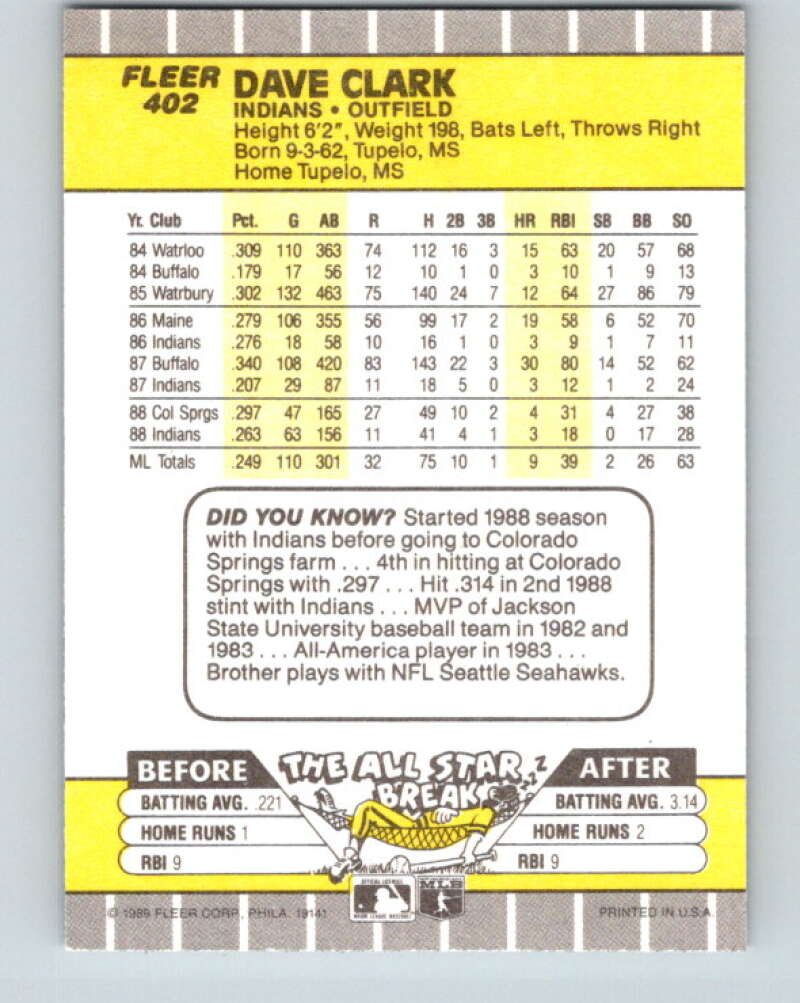 FLEER
402
DAVE CLARK
INDIANS • OUTFIELD
Height 6'2", Weight 198, Bats Left, Throws Right
Born 9-3-62, Tupelo, MS
Home Tupelo, MS
Yr. Club Pct. G AB R H 2B 3B HR RBI SB BB SO
84 Watrloo .309 110 363 74 112 16 3 15 63 20 57 68
84 Buffalo .179 17 56 12 10 1 0 3 10 1 9 13
85 Watrbury .302 132 463 75 140 24 7 12 64 27 86 79
86 Maine .279 106 355 56 99 17 2 19 58 6 52 70
86 Indians .276 18 58 10 16 1 0 3 9 1 7 11
87 Buffalo .340 108 420 83 143 22 3 30 80 14 52 62
87 Indians .207 29 87 11 18 5 0 3 12 1 2 24
88 Col Sprgs .297 47 165 27 49 10 2 4 31 4 27 38
88 Indians .263 63 156 11 41 4 1 3 18 0 17 28
ML Totals .249 110 301 32 75 10 1 9 39 2 26 63
DID YOU KNOW? Started 1988 season
with Indians before going to Colorado
Springs farm . . . 4th in hitting at Colorado
Springs with .297 . . . Hit .314 in 2nd 1988
stint with Indians . . . MVP of Jackson
State University baseball team in 1982 and
1983 . . . All-America player in 1983 . . .
Brother plays with NFL Seattle Seahawks.
BEFORE
THE ALL STAR
BREAK
z z z
AFTER
BATTING AVG. .221
HOME RUNS 1
RBI 9
BATTING AVG. 3.14
HOME RUNS 2
RBI 9
OFFICIAL LICENSEE
MAJOR LEAGUE BASEBALL
MLB
© 1989 FLEER CORP., PHILA. 19141
PRINTED IN U.S.A.